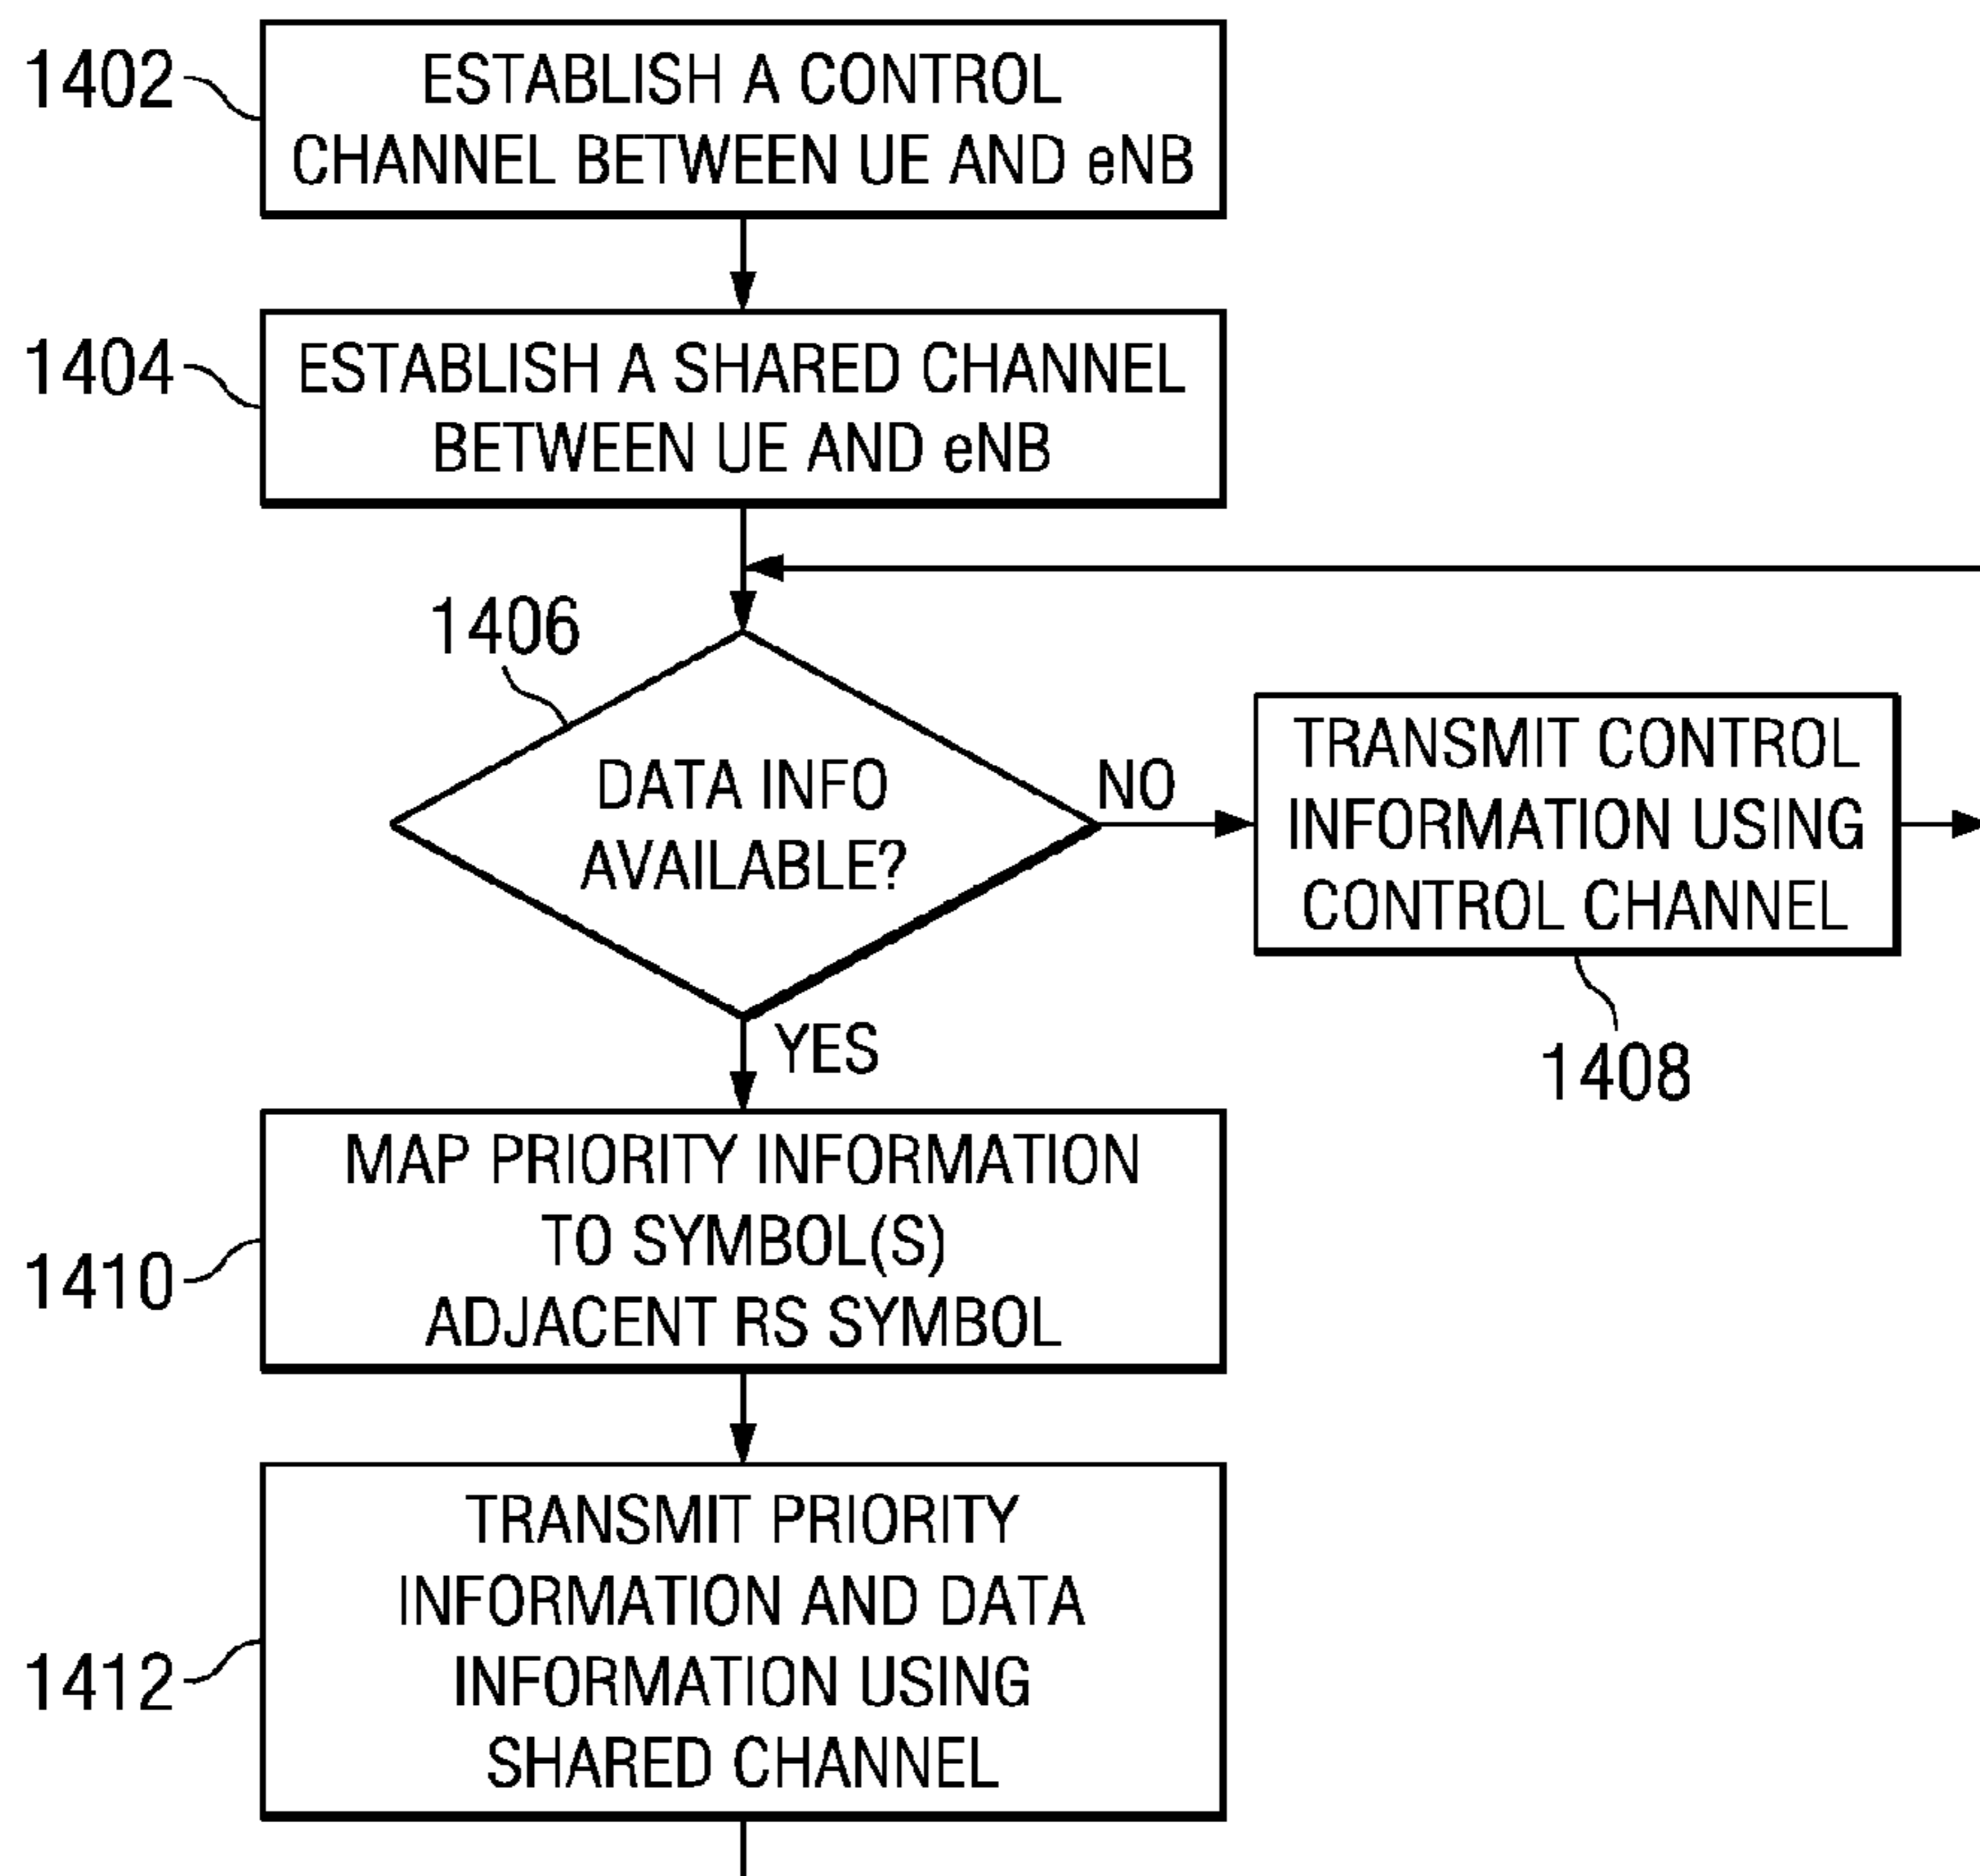 1402
ESTABLISH A CONTROL
CHANNEL BETWEEN UE AND eNB
1404
ESTABLISH A SHARED CHANNEL
BETWEEN UE AND eNB
1406
DATA INFO
AVAILABLE?
NO
TRANSMIT CONTROL
INFORMATION USING
CONTROL CHANNEL
1408
YES
1410
MAP PRIORITY INFORMATION
TO SYMBOL(S)
ADJACENT RS SYMBOL
1412
TRANSMIT PRIORITY
INFORMATION AND DATA
INFORMATION USING
SHARED CHANNEL